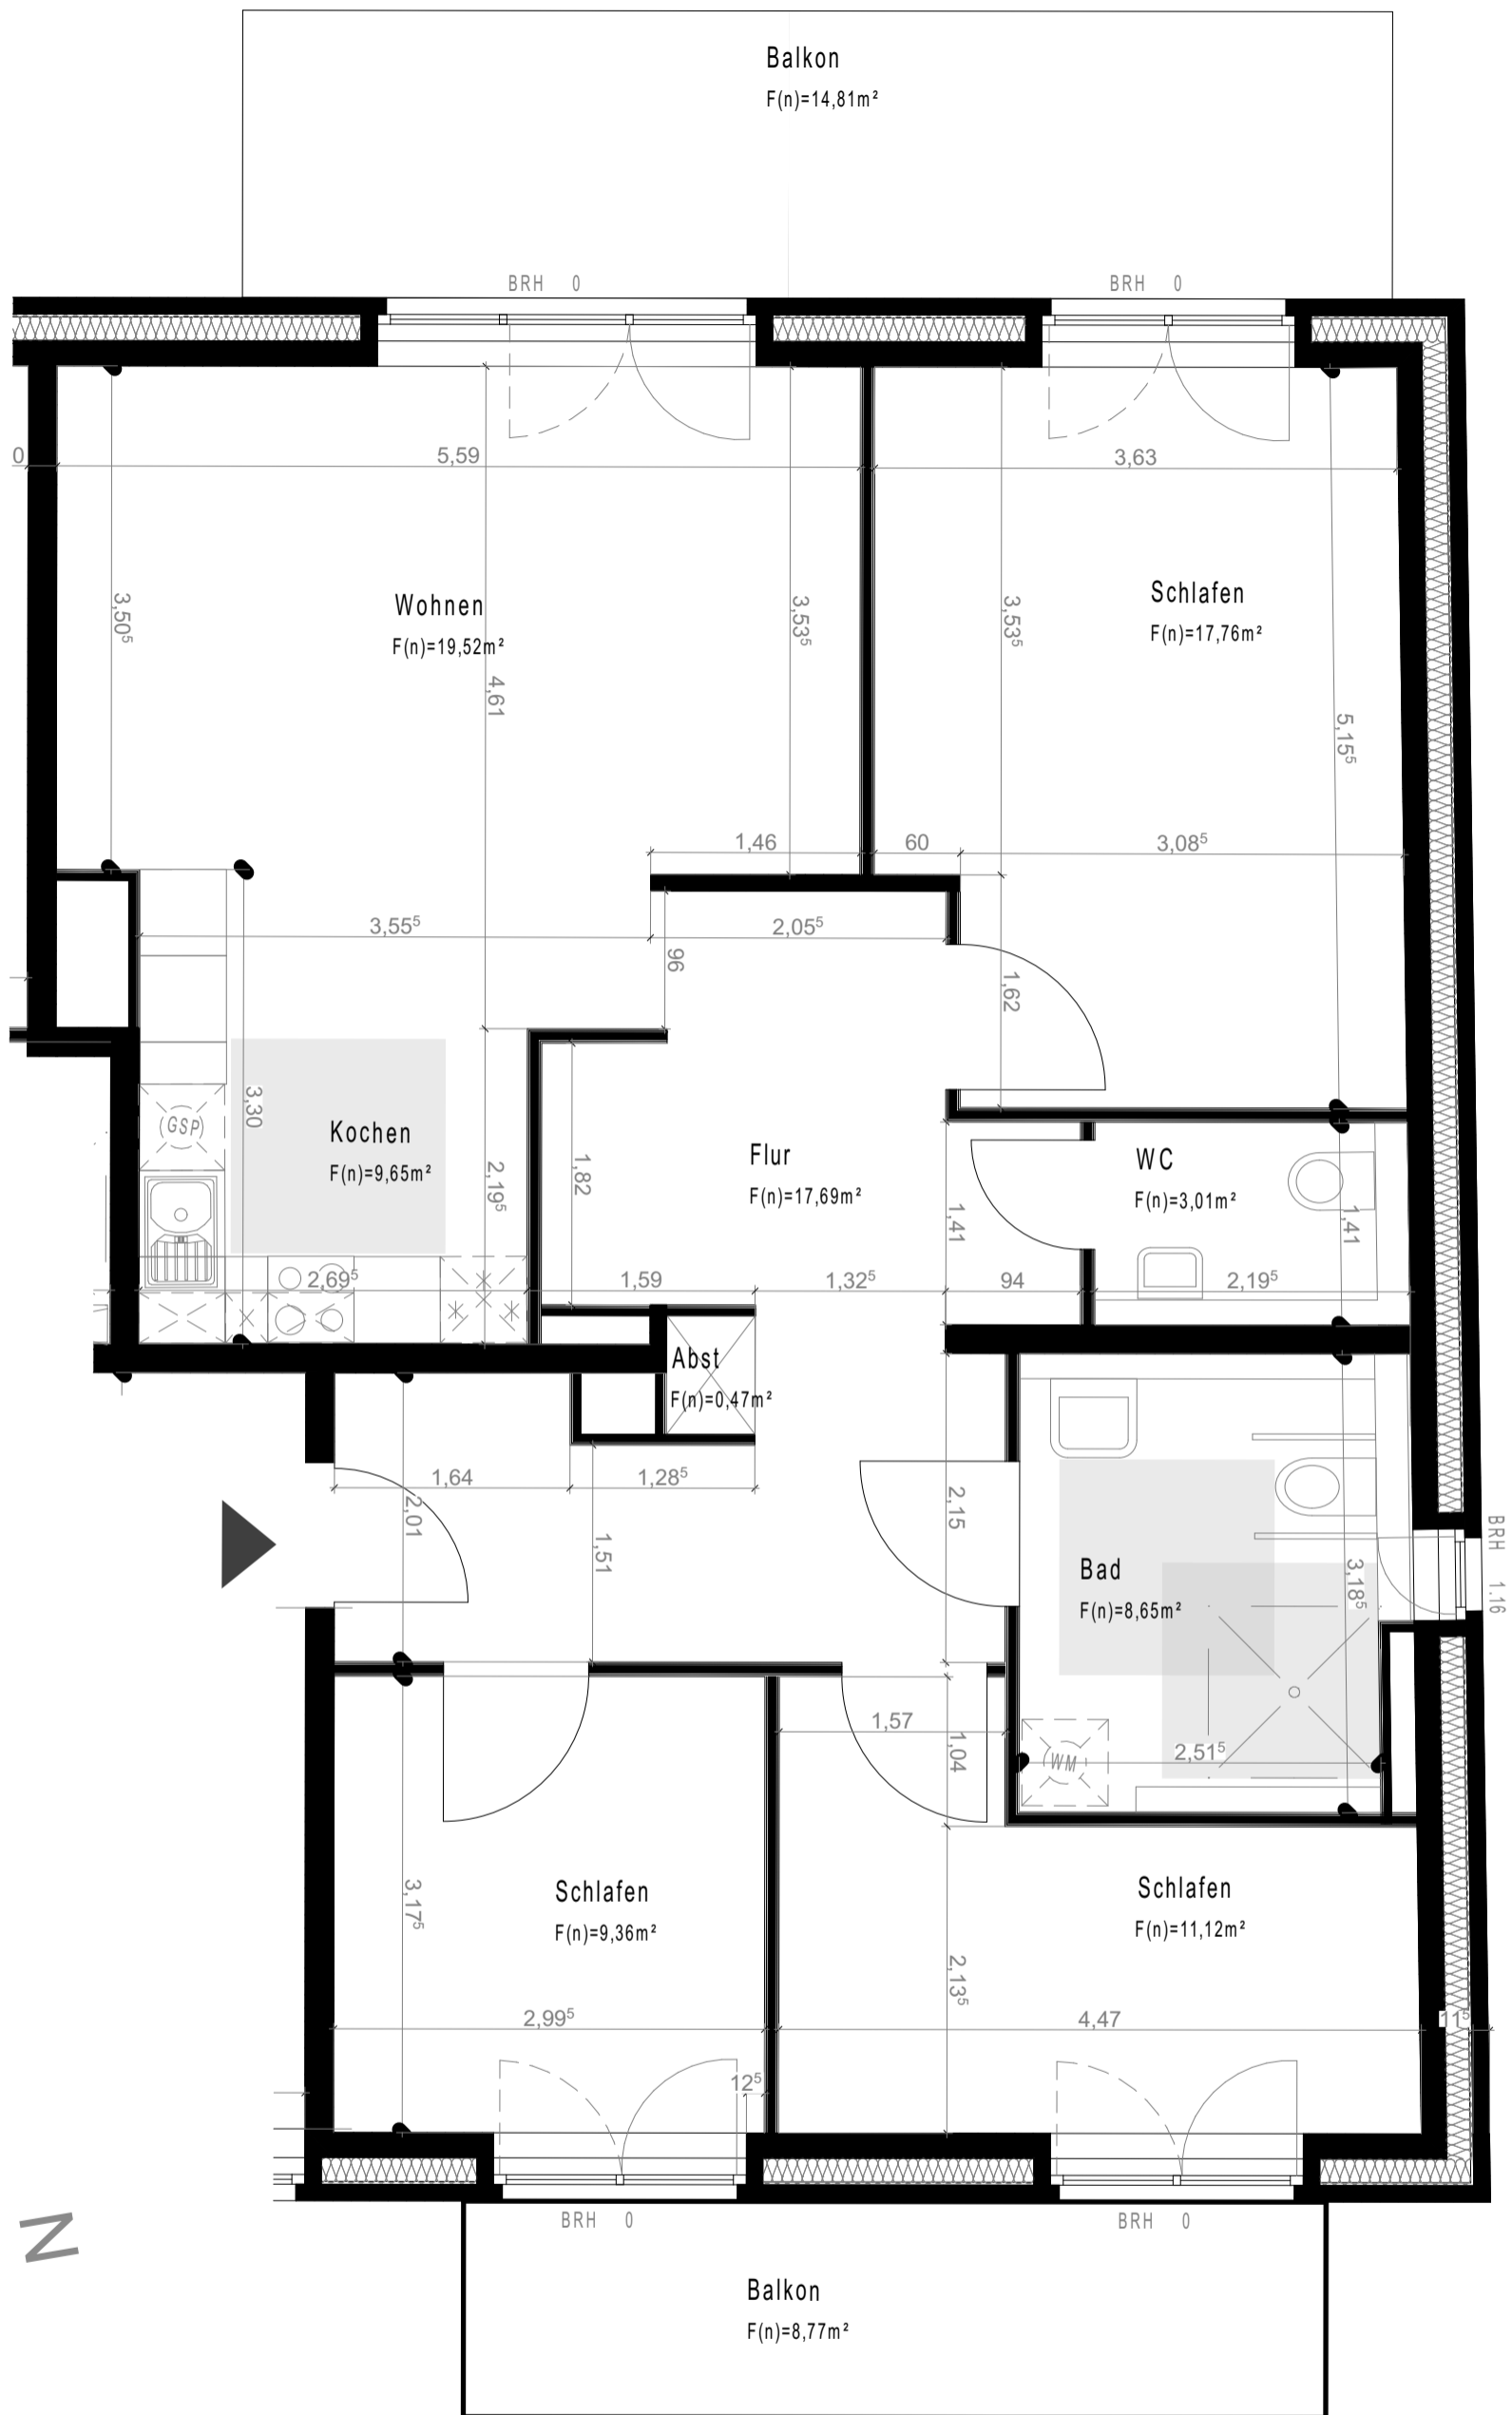 Balkon
F(n)=14,81m²
BRH 0
BRH 0
0
5,59
3,63
Wohnen
F(n)=19,52m²
Schlafen
F(n)=17,76m²
3,50⁵
3,53⁵
3,53⁵
4,61
5,15⁵
1,46
60
3,08⁵
3,55⁵
2,05⁵
96
1,62
3,30
GSP
Kochen
F(n)=9,65m²
2,19⁵
1,82
Flur
F(n)=17,69m²
WC
F(n)=3,01m²
1,41
1,41
2,69⁵
1,59
1,32⁵
94
2,19⁵
Abst
F(n)=0,47m²
1,64
1,28⁵
2,01
1,51
2,15
Bad
F(n)=8,65m²
3,18⁵
BRH 1.16
1,57
1,04
WM
2,51⁵
Schlafen
F(n)=9,36m²
Schlafen
F(n)=11,12m²
3,17⁵
2,13⁵
2,99⁵
4,47
11⁵
12⁵
BRH 0
BRH 0
N
Balkon
F(n)=8,77m²